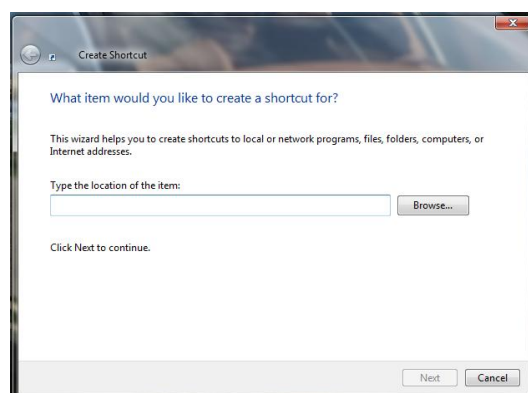 Create Shortcut
What item would you like to create a shortcut for?
This wizard helps you to create shortcuts to local or network programs, files, folders, computers, or
Internet addresses.
Type the location of the item:
Browse...
Click Next to continue.
Next Cancel